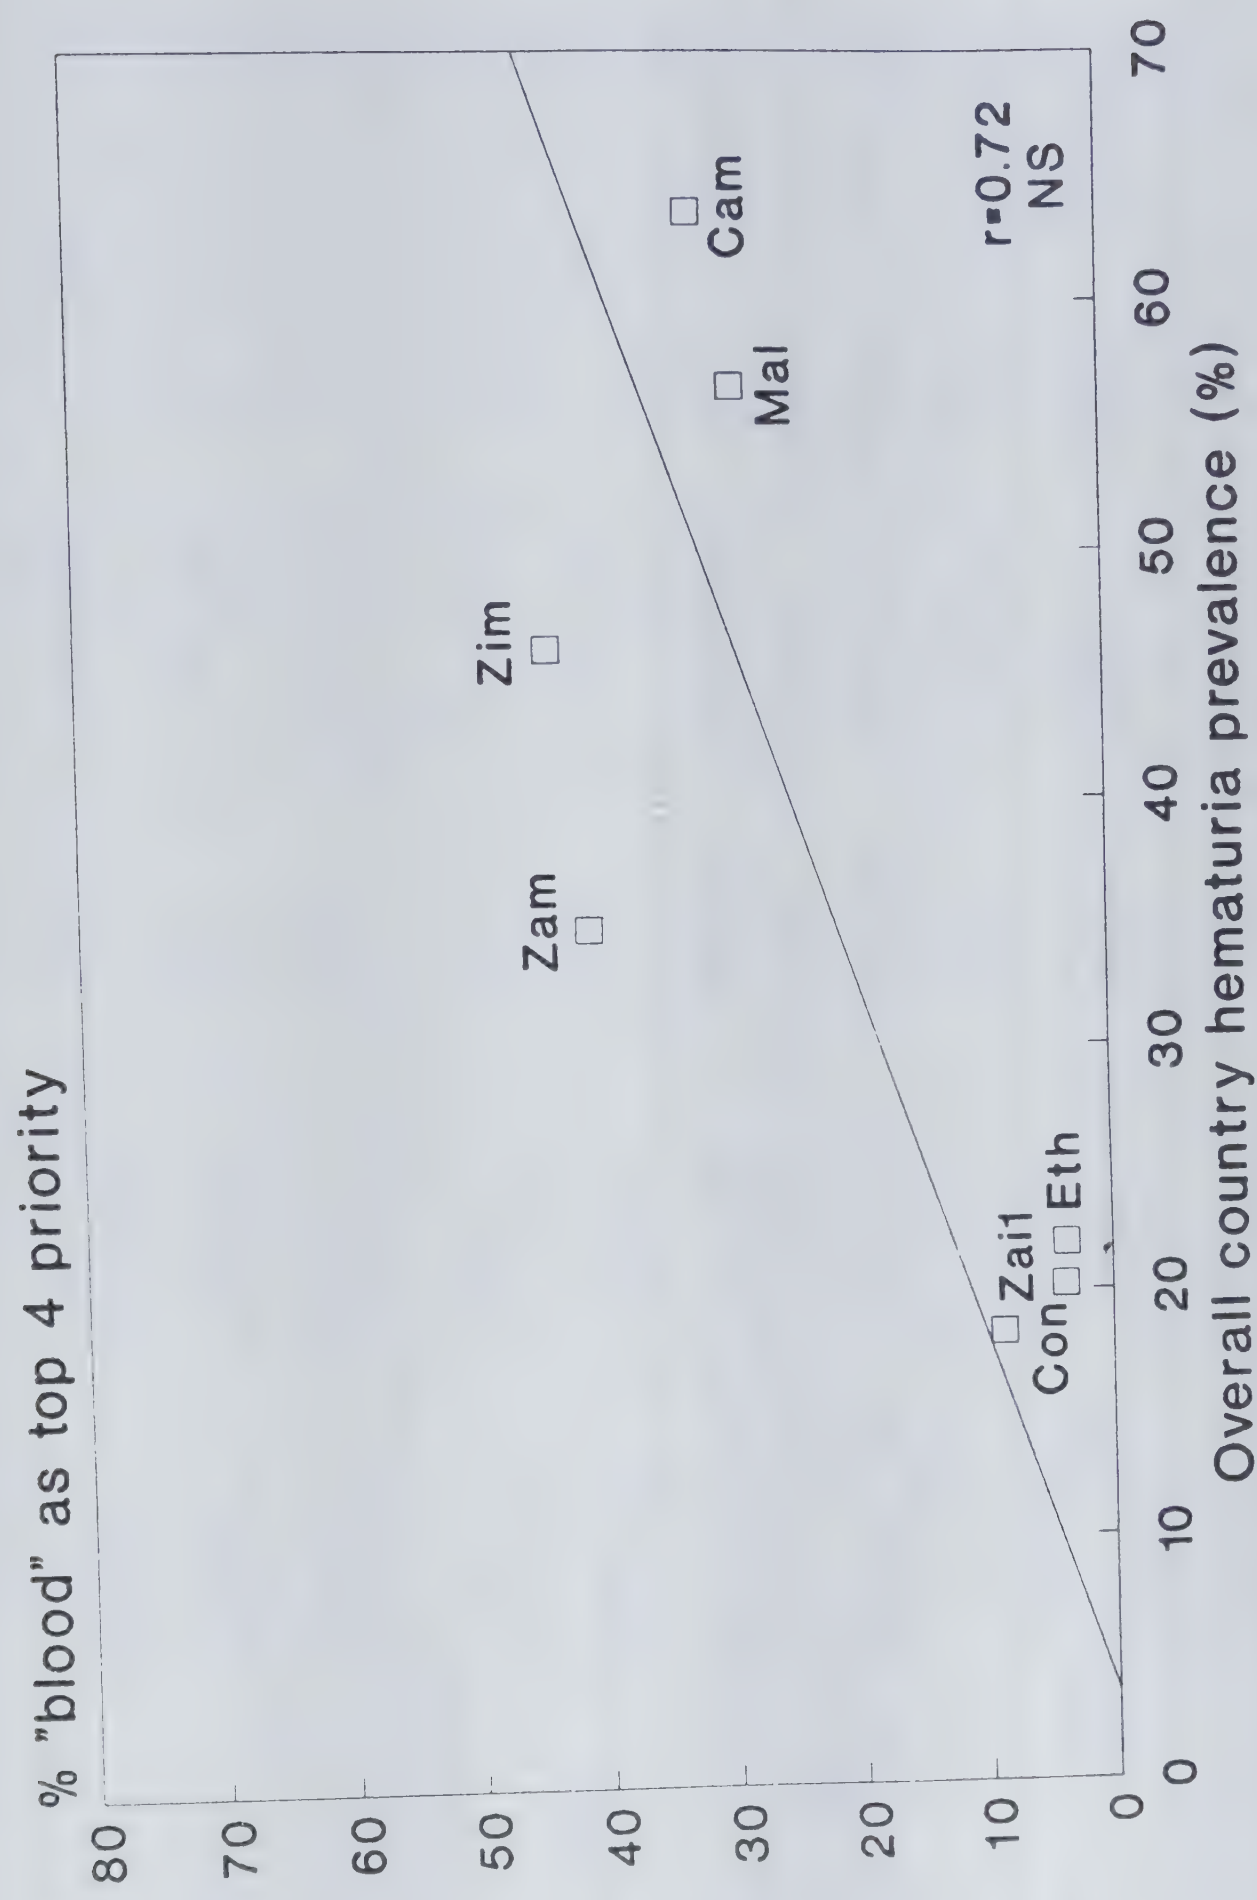 % "blood" as top 4 priority
80
70
60
50
40
30
20
10
0
Zim
Zam
Cam
Mal
Zai1
Con
Eth
r=0.72
NS
0 10 20 30 40 50 60 70
Overall country hematuria prevalence (%)